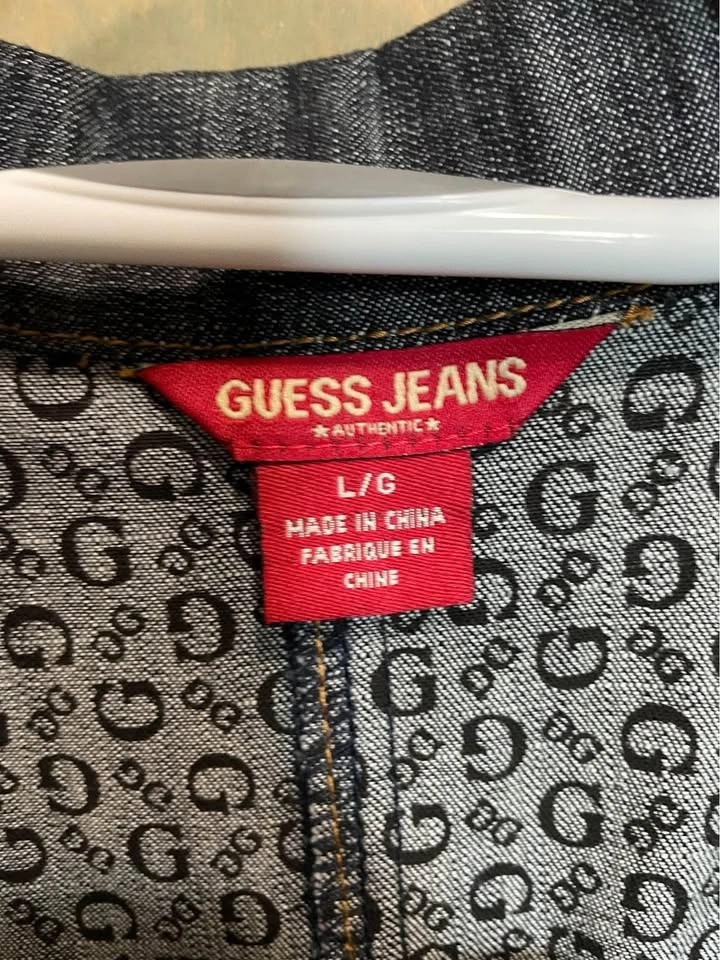 GUESS JEANS
★AUTHENTIC★
L/G
MADE IN CHINA
FABRIQUE EN
CHINE